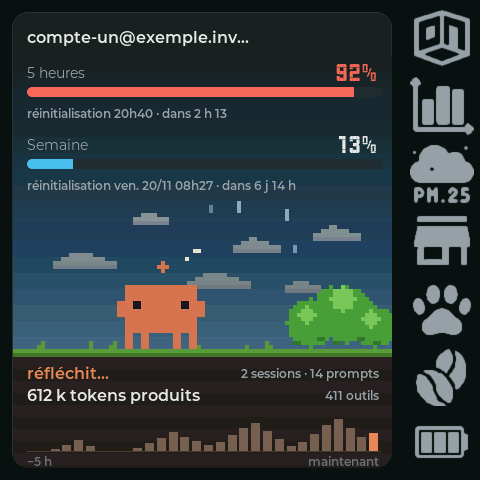 compte-un@exemple.inv...
5 heures 92%
réinitialisation 20h40 · dans 2 h 13
Semaine 13%
réinitialisation ven. 20/11 08h27 · dans 6 j 14 h
PM.25
réfléchit... 2 sessions · 14 prompts
612 k tokens produits 411 outils
−5 h maintenant